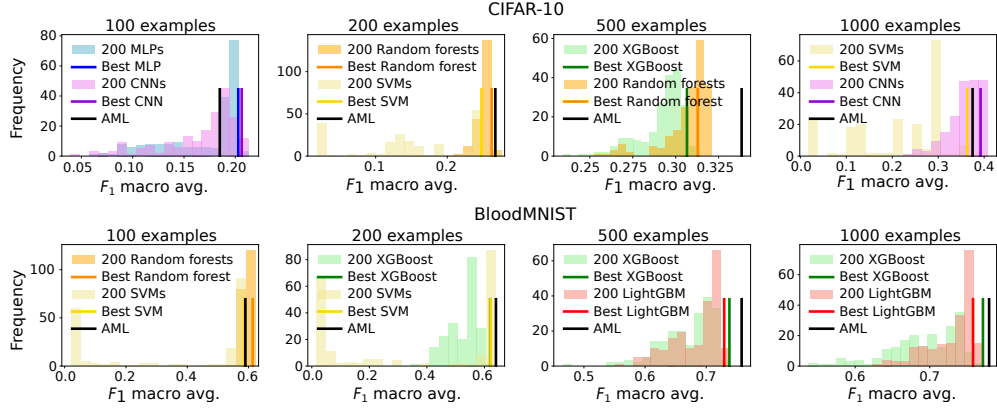 CIFAR-10
100 examples
200 examples
500 examples
1000 examples
Frequency
80
60
40
20
0
200 MLPs
Best MLP
200 CNNs
Best CNN
AML
0.05 0.10 0.15 0.20
F1 macro avg.
100
50
0
200 Random forests
Best Random forest
200 SVMs
Best SVM
AML
0.1 0.2
F1 macro avg.
60
40
20
0
200 XGBoost
Best XGBoost
200 Random forests
Best Random forest
AML
0.25 0.275 0.30 0.325
F1 macro avg.
75
50
25
0
200 SVMs
Best SVM
200 CNNs
Best CNN
AML
0.0 0.1 0.2 0.3 0.4
F1 macro avg.
BloodMNIST
100 examples
200 examples
500 examples
1000 examples
Frequency
100
50
0
200 Random forests
Best Random forest
200 SVMs
Best SVM
AML
0.0 0.2 0.4 0.6
F1 macro avg.
80
60
40
20
0
200 XGBoost
Best XGBoost
200 SVMs
Best SVM
AML
0.0 0.2 0.4 0.6
F1 macro avg.
60
40
20
0
200 XGBoost
Best XGBoost
200 LightGBM
Best LightGBM
AML
0.5 0.6 0.7
F1 macro avg.
75
50
25
0
200 XGBoost
Best XGBoost
200 LightGBM
Best LightGBM
AML
0.6 0.7
F1 macro avg.